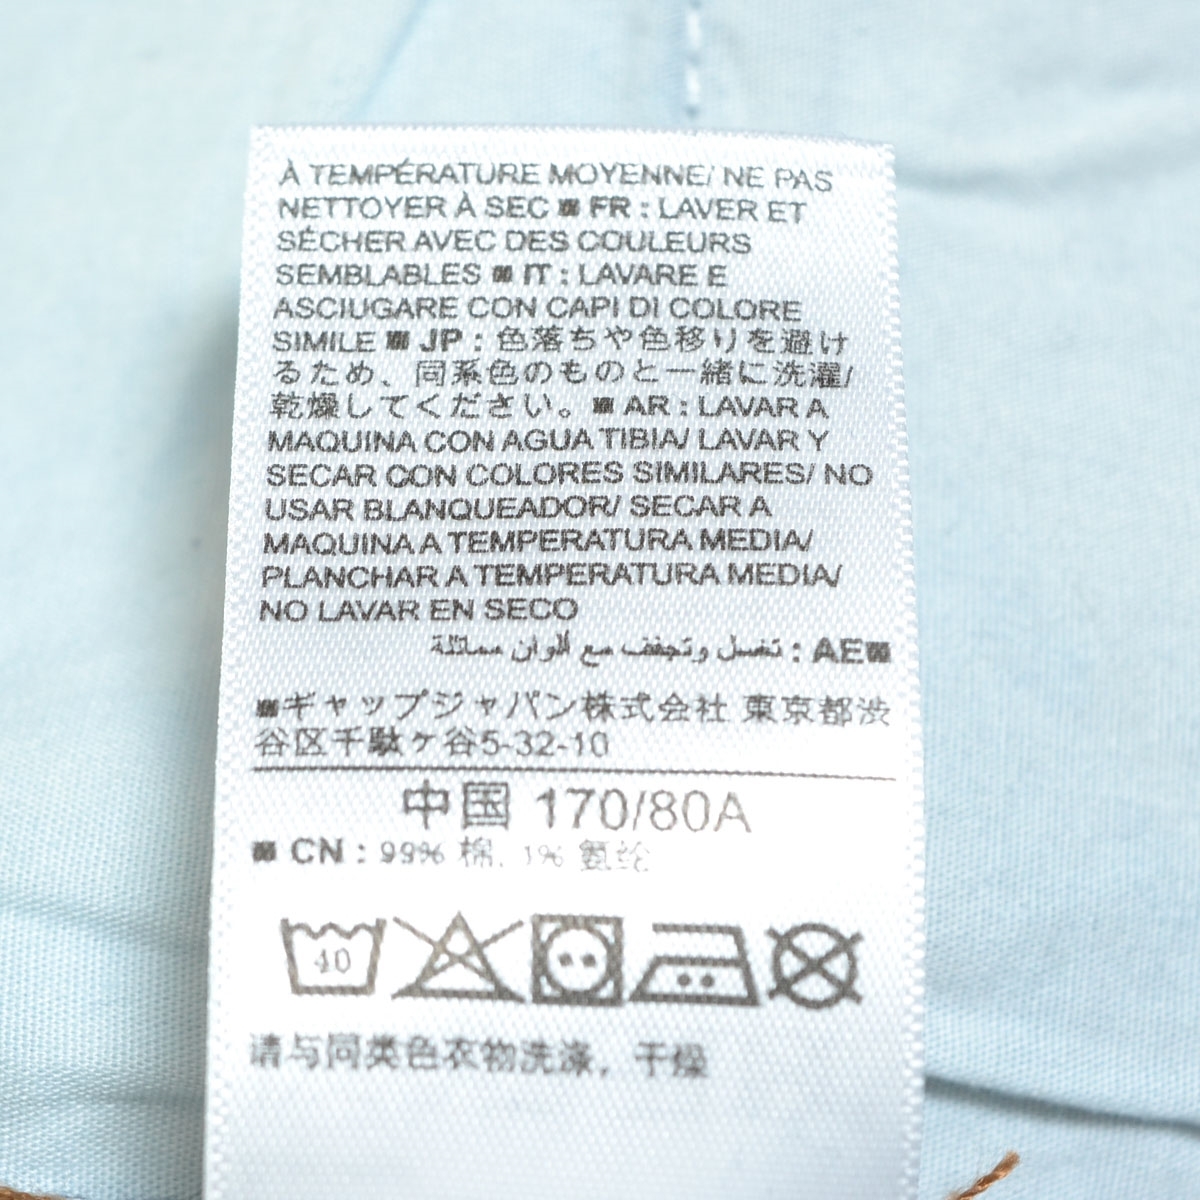 À TEMPÉRATURE MOYENNE/ NE PAS
NETTOYER À SEC ■ FR : LAVER ET
SÉCHER AVEC DES COULEURS
SEMBLABLES ■ IT : LAVARE E
ASCIUGARE CON CAPI DI COLORE
SIMILE ■ JP : 色落ちや色移りを避け
るため、同系色のものと一緒に洗濯/
乾燥してください。■ AR : LAVAR A
MAQUINA CON AGUA TIBIA/ LAVAR Y
SECAR CON COLORES SIMILARES/ NO
USAR BLANQUEADOR/ SECAR A
MAQUINA A TEMPERATURA MEDIA/
PLANCHAR A TEMPERATURA MEDIA/
NO LAVAR EN SECO
■AE : تغسل وتجفف مع ألوان مماثلة
■ギャップジャパン株式会社 東京都渋
谷区千駄ヶ谷5-32-10
中国 170/80A
■ CN : 99% 棉, 1% 氨纶
40
请与同类色衣物洗涤，干燥